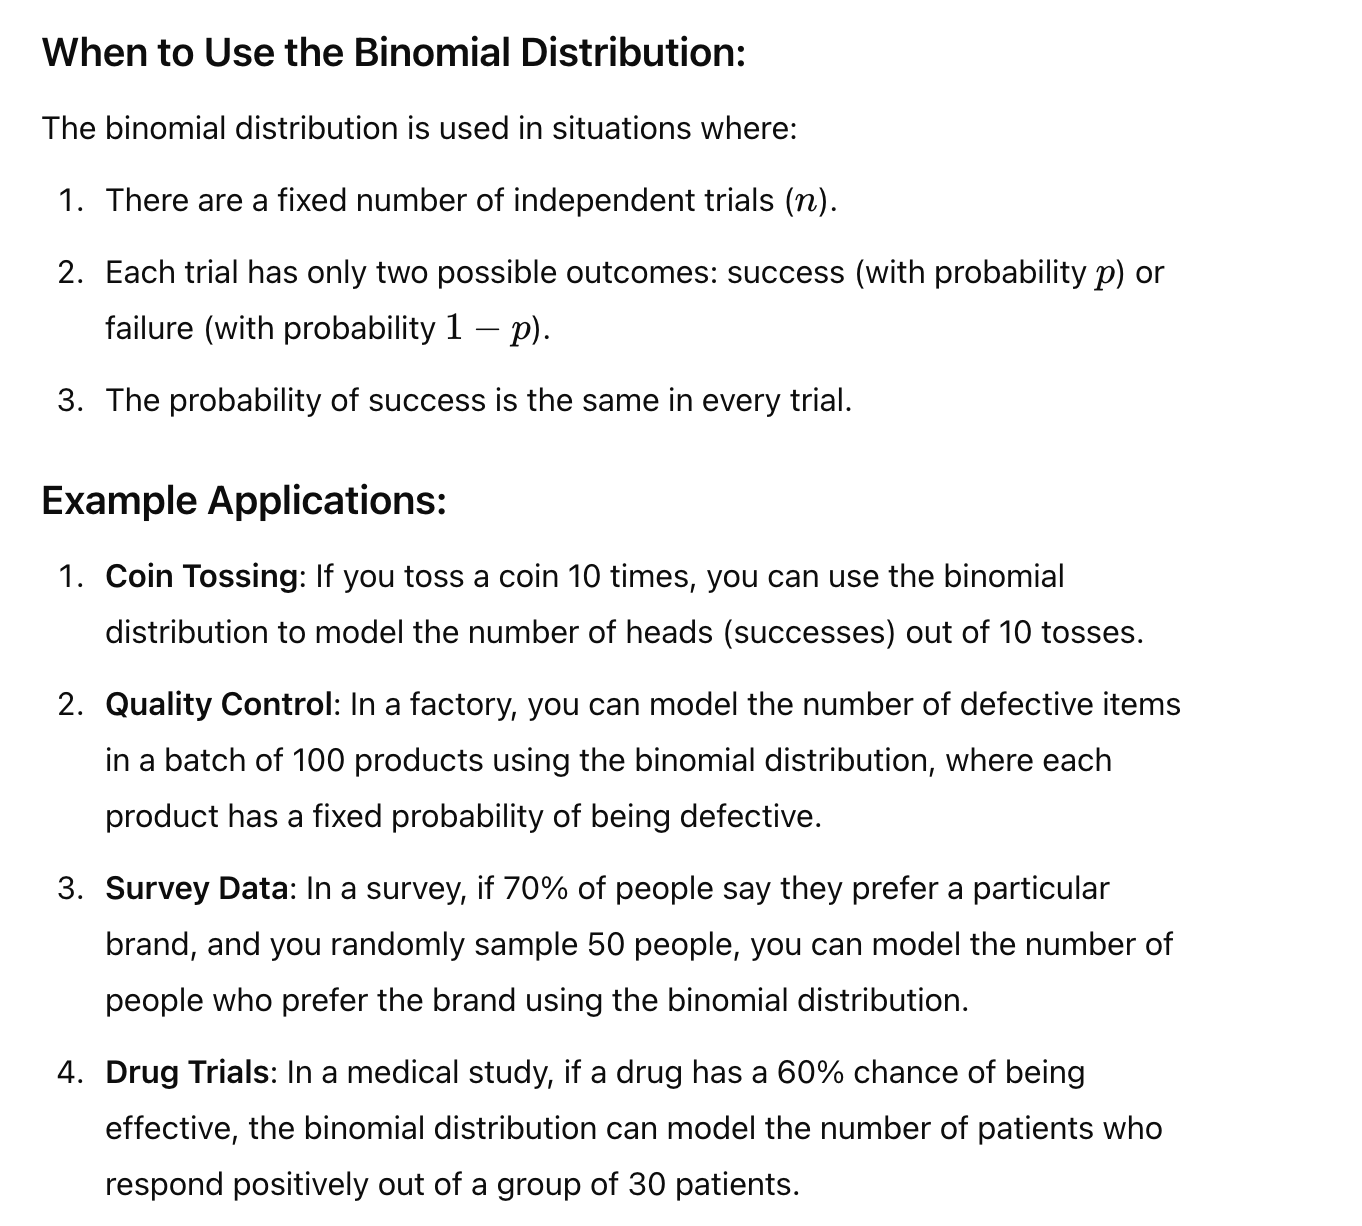 When to Use the Binomial Distribution:
The binomial distribution is used in situations where:
1. There are a fixed number of independent trials (n).
2. Each trial has only two possible outcomes: success (with probability p) or
failure (with probability 1 − p).
3. The probability of success is the same in every trial.
Example Applications:
1. Coin Tossing: If you toss a coin 10 times, you can use the binomial
distribution to model the number of heads (successes) out of 10 tosses.
2. Quality Control: In a factory, you can model the number of defective items
in a batch of 100 products using the binomial distribution, where each
product has a fixed probability of being defective.
3. Survey Data: In a survey, if 70% of people say they prefer a particular
brand, and you randomly sample 50 people, you can model the number of
people who prefer the brand using the binomial distribution.
4. Drug Trials: In a medical study, if a drug has a 60% chance of being
effective, the binomial distribution can model the number of patients who
respond positively out of a group of 30 patients.